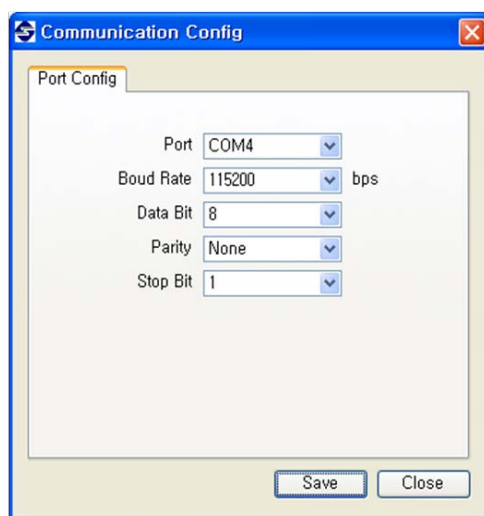 Communication Config
Port Config
Port COM4
Boud Rate 115200 bps
Data Bit 8
Parity None
Stop Bit 1
Save Close